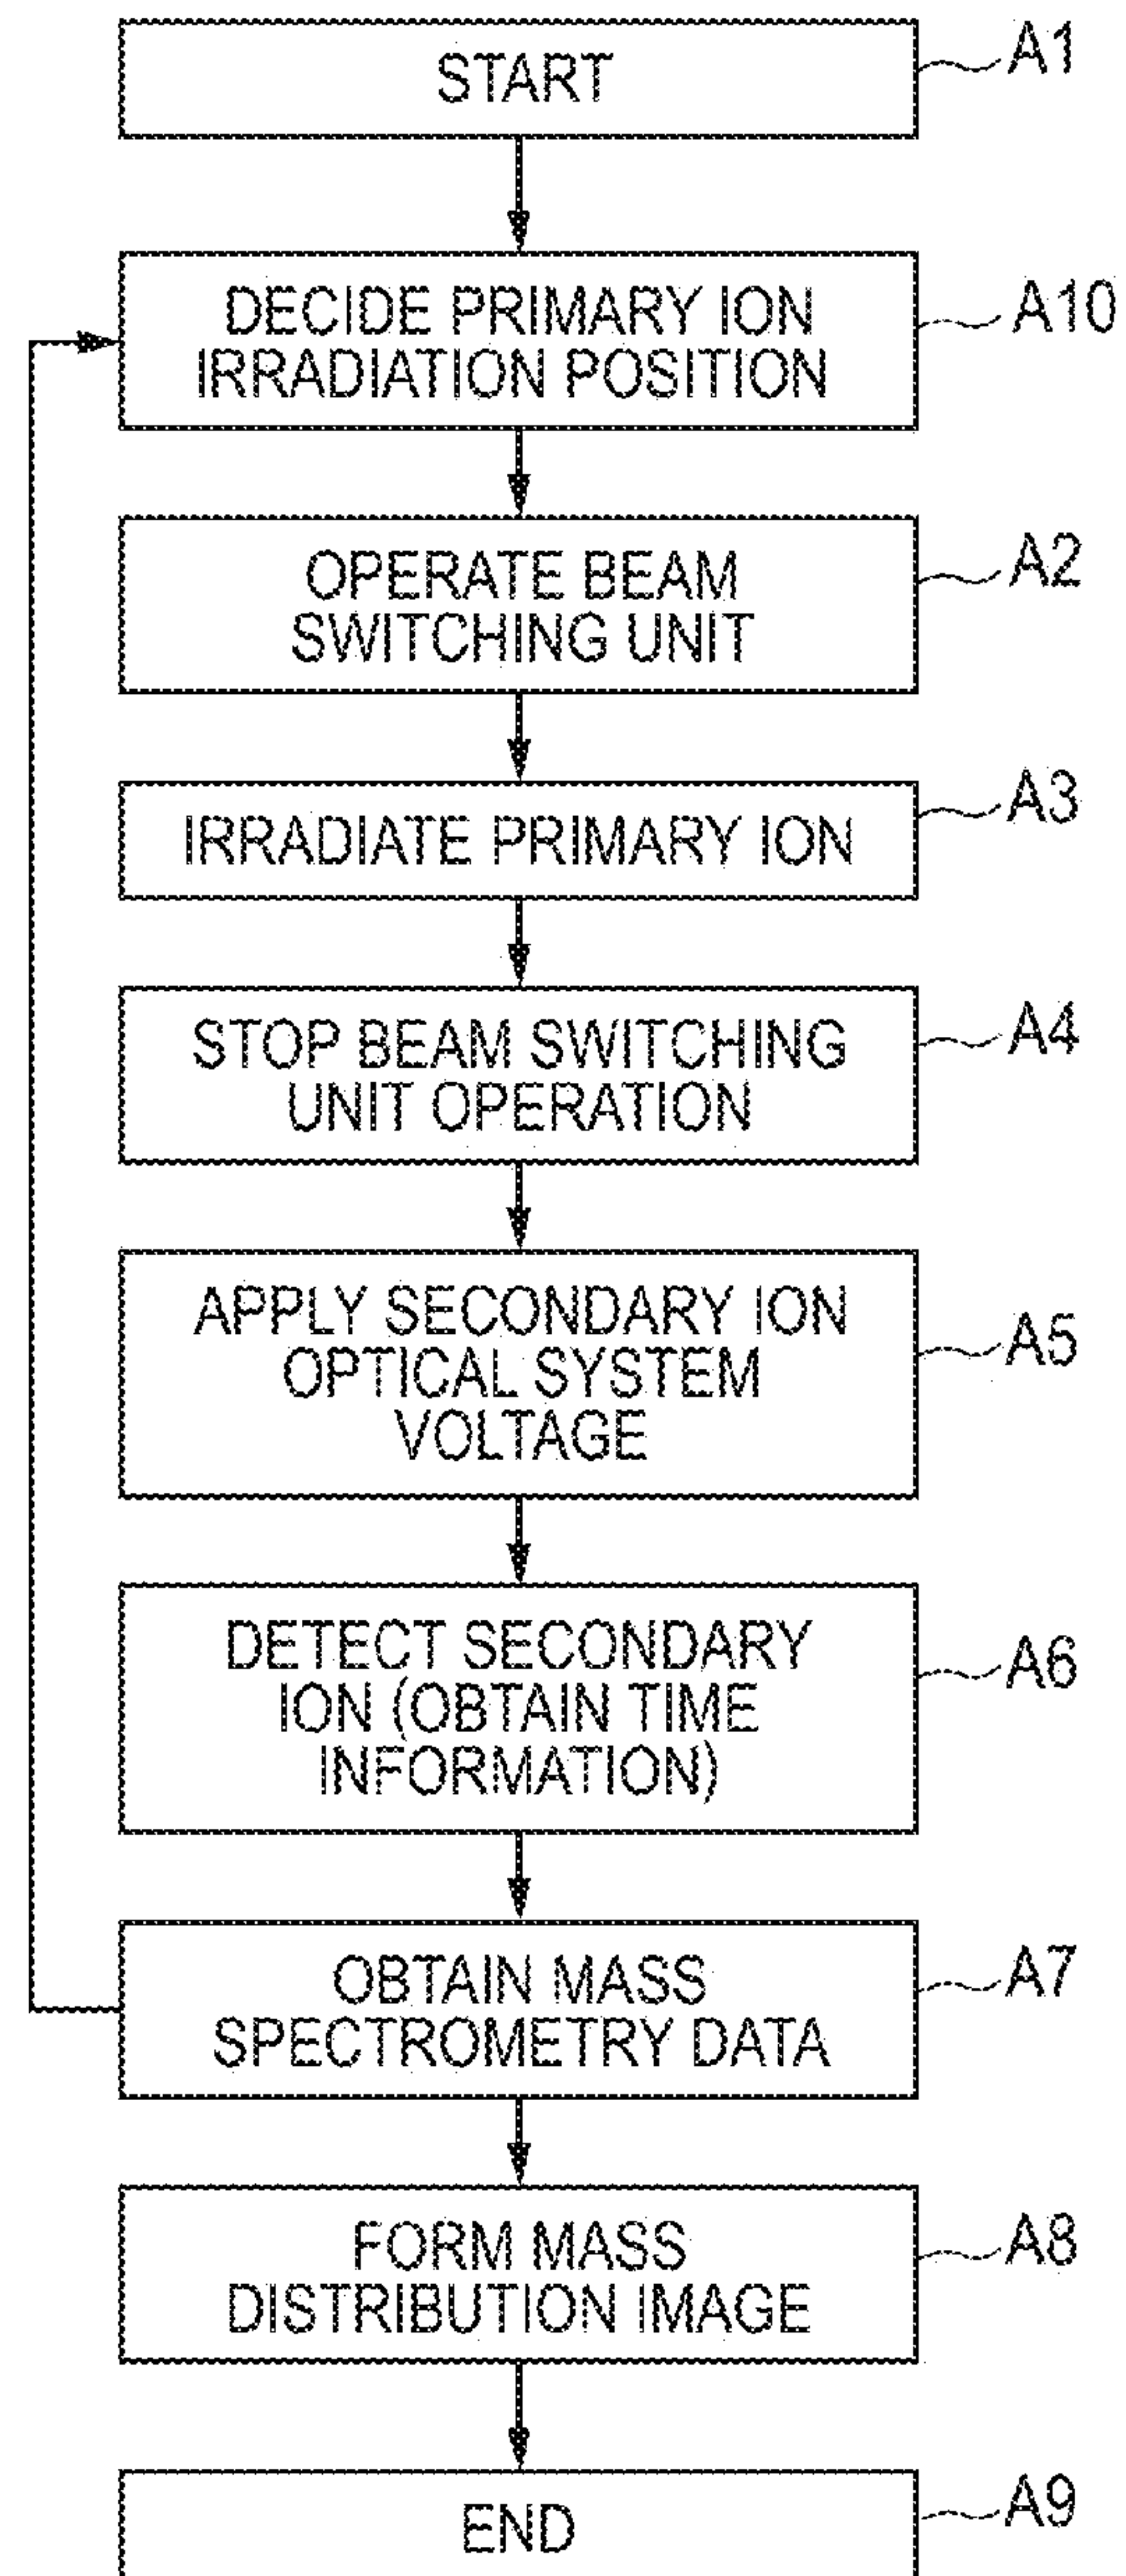 START
A1
DECIDE PRIMARY ION
IRRADIATION POSITION
A10
OPERATE BEAM
SWITCHING UNIT
A2
IRRADIATE PRIMARY ION
A3
STOP BEAM SWITCHING
UNIT OPERATION
A4
APPLY SECONDARY ION
OPTICAL SYSTEM
VOLTAGE
A5
DETECT SECONDARY
ION (OBTAIN TIME
INFORMATION)
A6
OBTAIN MASS
SPECTROMETRY DATA
A7
FORM MASS
DISTRIBUTION IMAGE
A8
END
A9